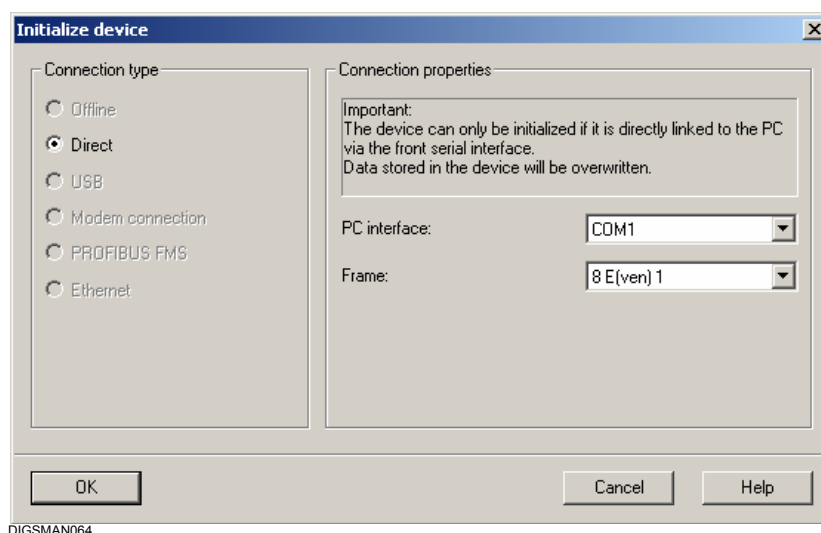 Initialize device
Connection type
Offline
Direct
USB
Modem connection
PROFIBUS FMS
Ethernet
Connection properties
Important:
The device can only be initialized if it is directly linked to the PC
via the front serial interface.
Data stored in the device will be overwritten.
PC interface:
COM1
Frame:
8 E(ven) 1
OK
Cancel
Help
DIGSMAN064